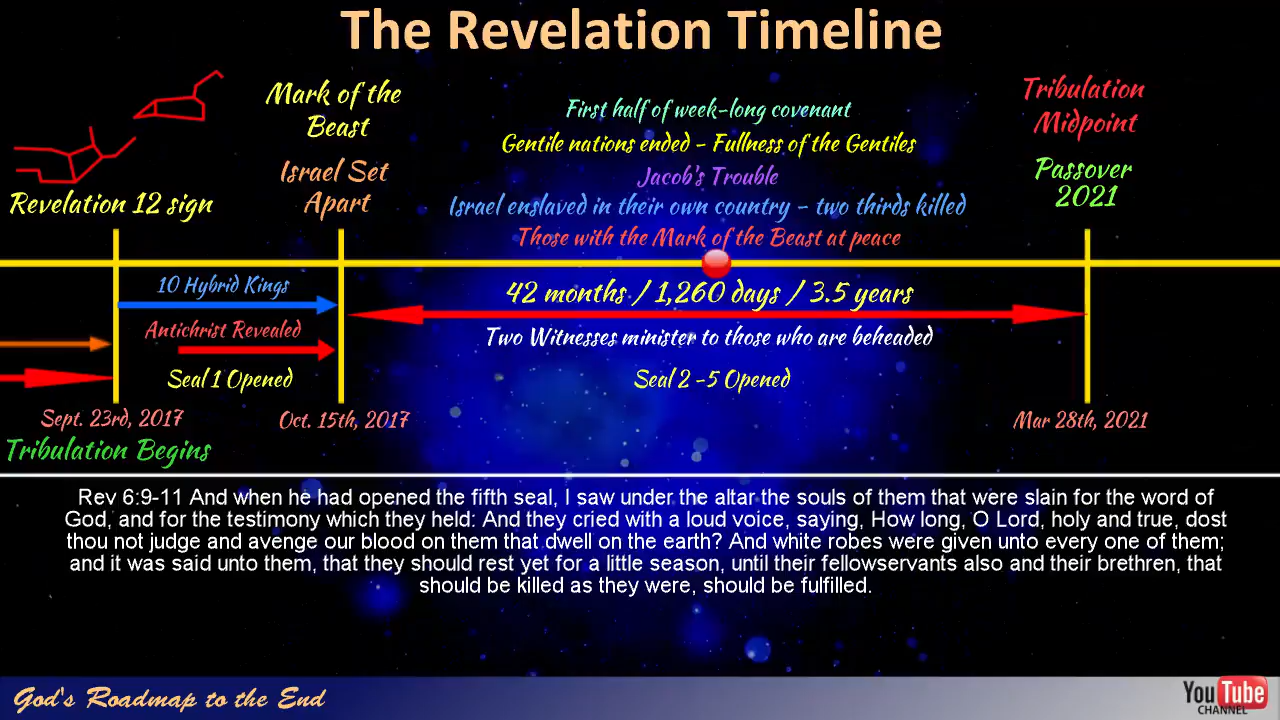 The Revelation Timeline
Mark of the
Beast
Israel Set
Apart
Revelation 12 sign
First half of week-long covenant
Gentile nations ended - Fullness of the Gentiles
Jacob's Trouble
Israel enslaved in their own country - two thirds killed
Those with the Mark of the Beast at peace
Tribulation
Midpoint
Passover
2021
10 Hybrid Kings
Antichrist Revealed
Seal 1 Opened
42 months / 1,260 days / 3.5 years
Two Witnesses minister to those who are beheaded
Seal 2 -5 Opened
Sept. 23rd, 2017
Oct. 15th, 2017
Mar 28th, 2021
Tribulation Begins
Rev 6:9-11 And when he had opened the fifth seal, I saw under the altar the souls of them that were slain for the word of
God, and for the testimony which they held: And they cried with a loud voice, saying, How long, O Lord, holy and true, dost
thou not judge and avenge our blood on them that dwell on the earth? And white robes were given unto every one of them;
and it was said unto them, that they should rest yet for a little season, until their fellowservants also and their brethren, that
should be killed as they were, should be fulfilled.
God's Roadmap to the End
YouTube
CHANNEL